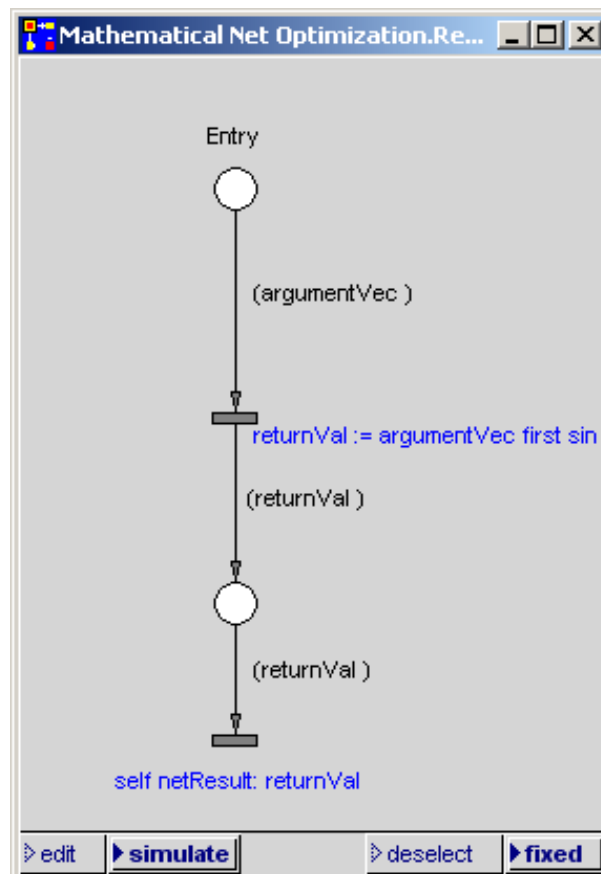 Mathematical Net Optimization.Re...
Entry
(argumentVec )
returnVal := argumentVec first sin
(returnVal )
(returnVal )
self netResult: returnVal
edit simulate deselect fixed